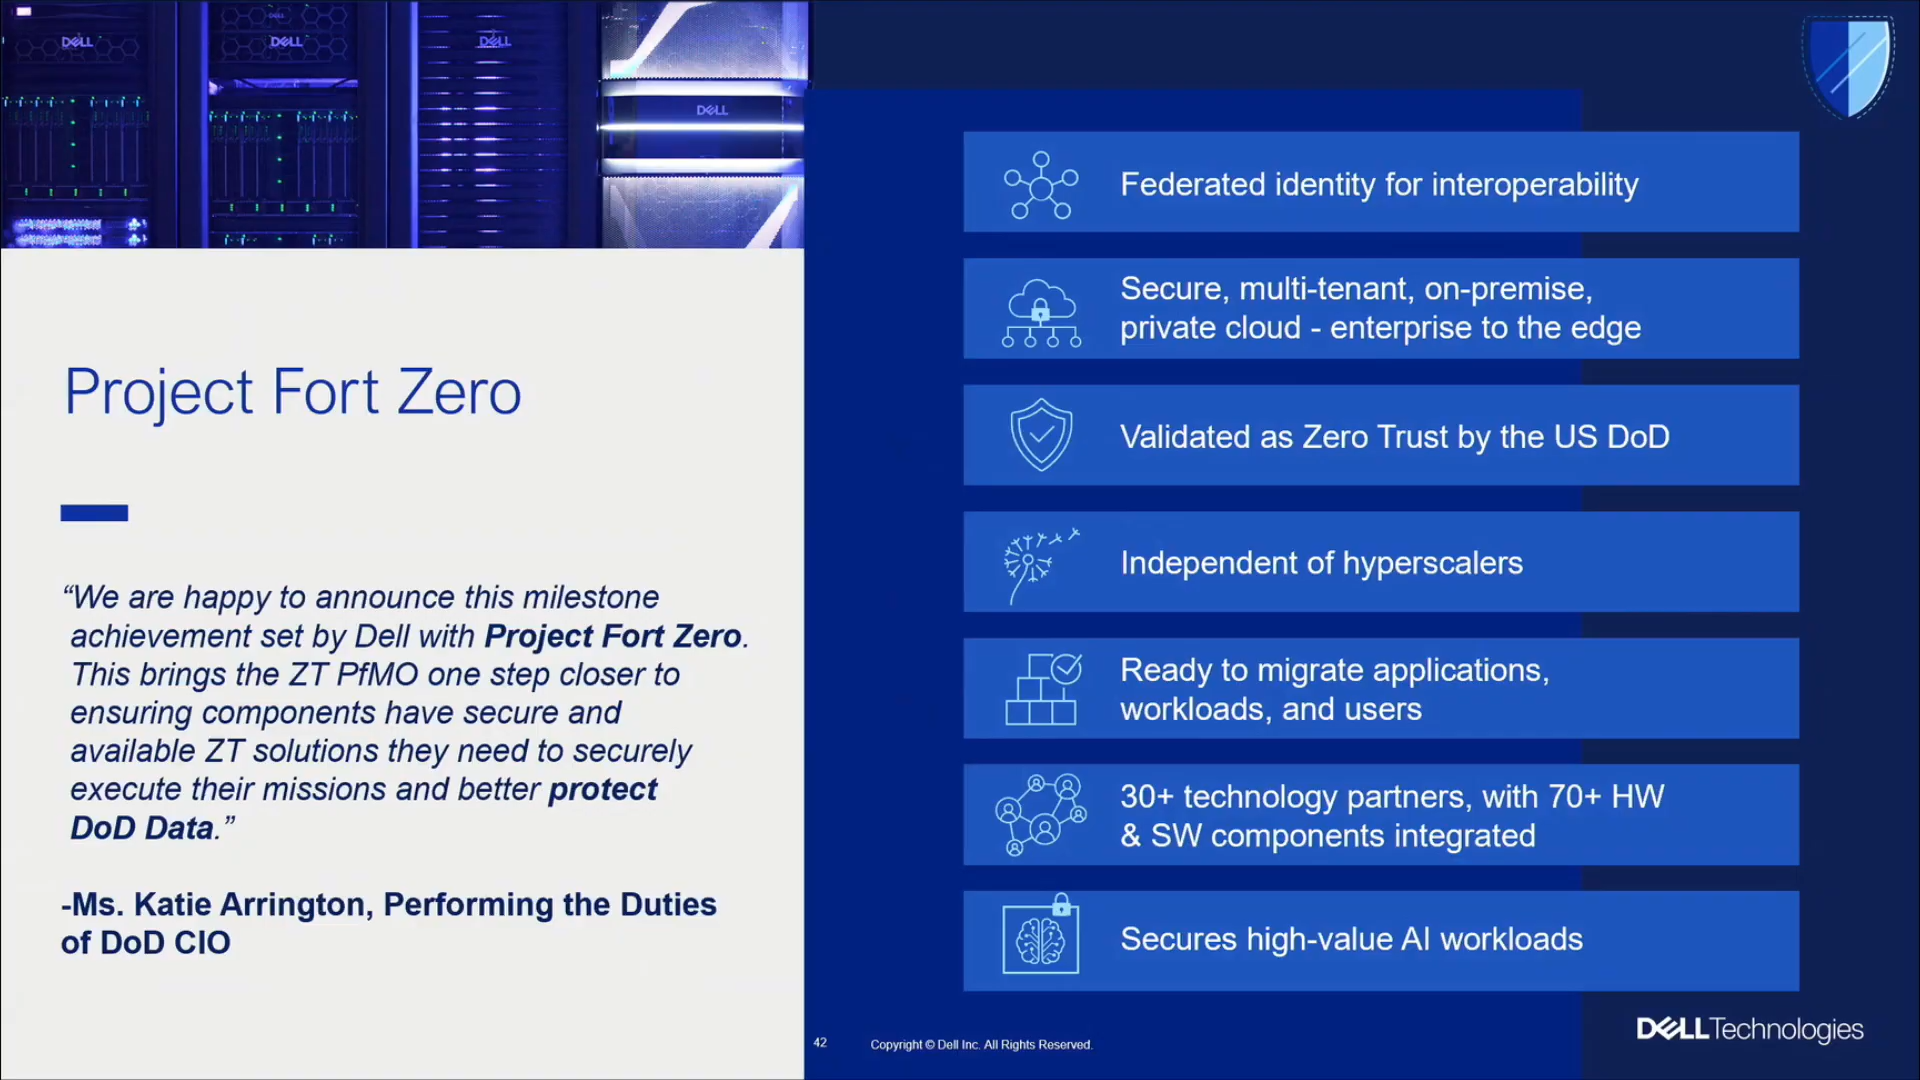 DELL
DELL
DELL
DELL
DELL
Project Fort Zero
“We are happy to announce this milestone
achievement set by Dell with Project Fort Zero.
This brings the ZT PfMO one step closer to
ensuring components have secure and
available ZT solutions they need to securely
execute their missions and better protect
DoD Data.”
-Ms. Katie Arrington, Performing the Duties
of DoD CIO
Federated identity for interoperability
Secure, multi-tenant, on-premise,
private cloud - enterprise to the edge
Validated as Zero Trust by the US DoD
Independent of hyperscalers
Ready to migrate applications,
workloads, and users
30+ technology partners, with 70+ HW
& SW components integrated
Secures high-value AI workloads
42
Copyright © Dell Inc. All Rights Reserved.
DELLTechnologies